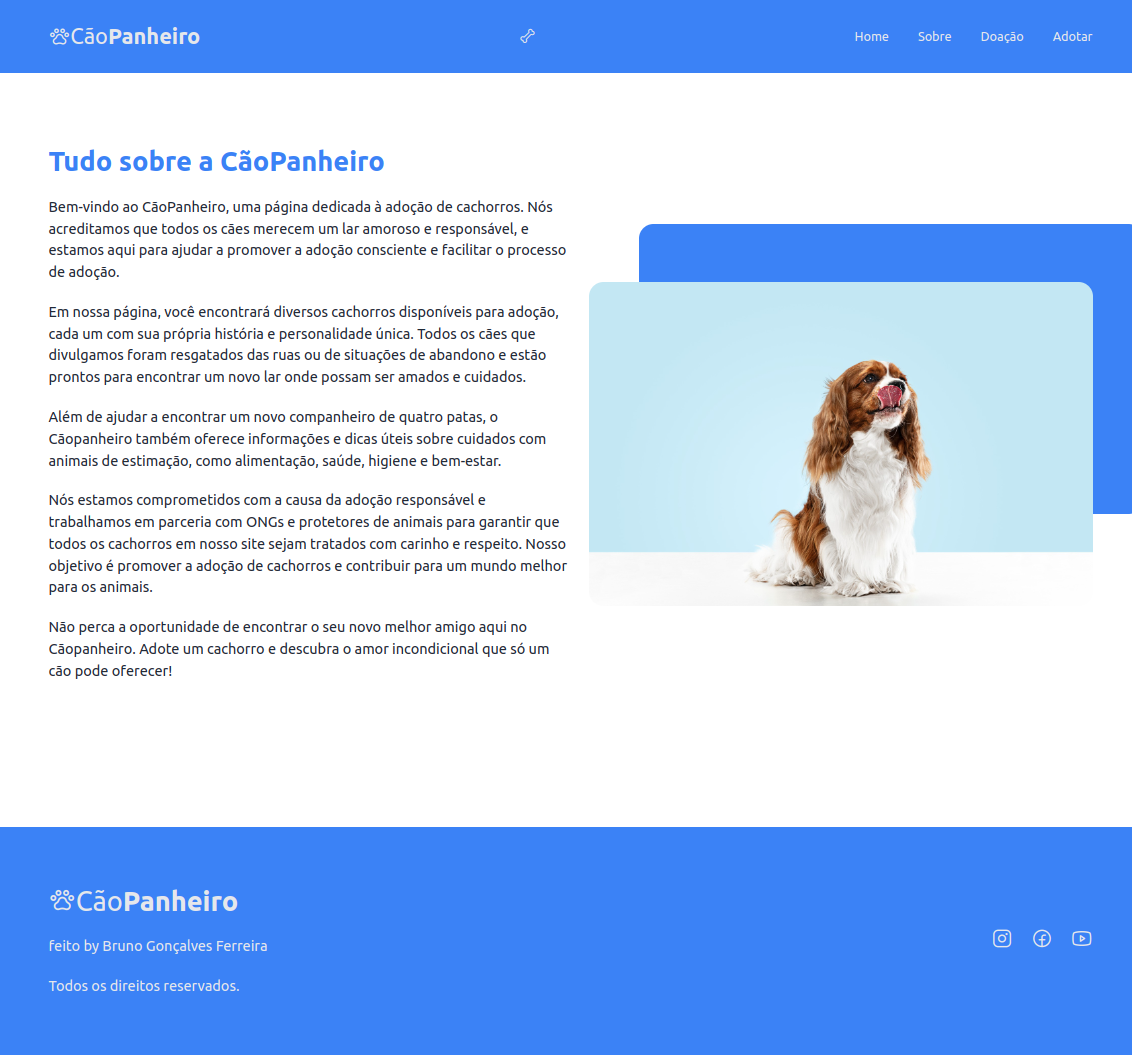 CãoPanheiro
Home Sobre Doação Adotar
Tudo sobre a CãoPanheiro
Bem-vindo ao CãoPanheiro, uma página dedicada à adoção de cachorros. Nós
acreditamos que todos os cães merecem um lar amoroso e responsável, e
estamos aqui para ajudar a promover a adoção consciente e facilitar o processo
de adoção.
Em nossa página, você encontrará diversos cachorros disponíveis para adoção,
cada um com sua própria história e personalidade única. Todos os cães que
divulgamos foram resgatados das ruas ou de situações de abandono e estão
prontos para encontrar um novo lar onde possam ser amados e cuidados.
Além de ajudar a encontrar um novo companheiro de quatro patas, o
Cãopanheiro também oferece informações e dicas úteis sobre cuidados com
animais de estimação, como alimentação, saúde, higiene e bem-estar.
Nós estamos comprometidos com a causa da adoção responsável e
trabalhamos em parceria com ONGs e protetores de animais para garantir que
todos os cachorros em nosso site sejam tratados com carinho e respeito. Nosso
objetivo é promover a adoção de cachorros e contribuir para um mundo melhor
para os animais.
Não perca a oportunidade de encontrar o seu novo melhor amigo aqui no
Cãopanheiro. Adote um cachorro e descubra o amor incondicional que só um
cão pode oferecer!
CãoPanheiro
feito by Bruno Gonçalves Ferreira
Todos os direitos reservados.